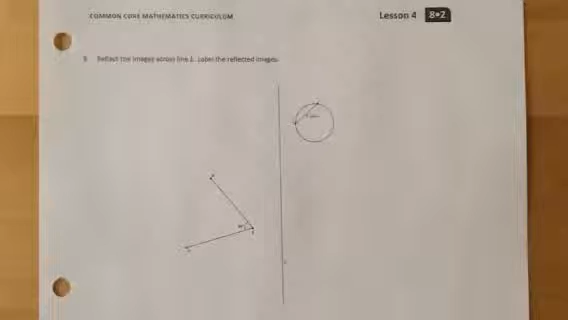 COMMON CORE MATHEMATICS CURRICULUM
Lesson 4
8•2
Reflect the images across line L. Label the reflected images.